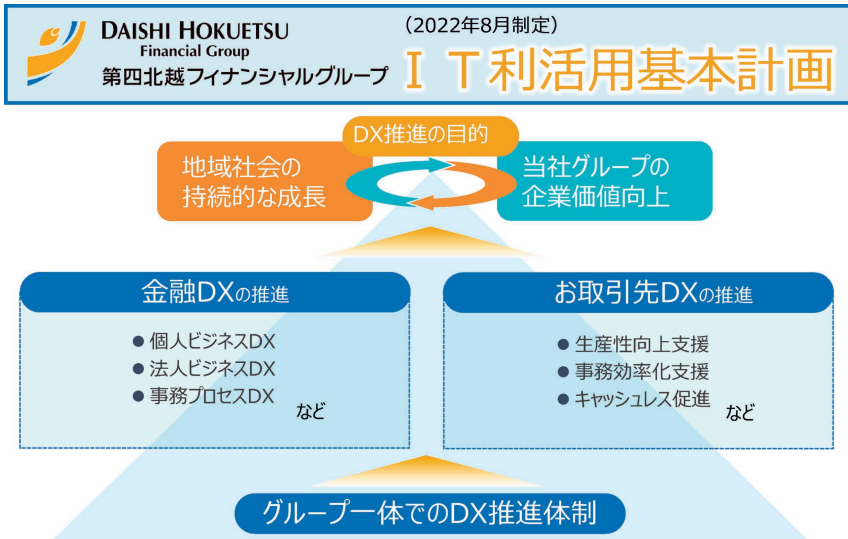 DAISHI HOKUETSU
Financial Group
第四北越フィナンシャルグループ
(2022年8月制定)
ＩＴ利活用基本計画
DX推進の目的
地域社会の
持続的な成長
当社グループの
企業価値向上
金融DXの推進
● 個人ビジネスDX
● 法人ビジネスDX
● 事務プロセスDX
など
お取引先DXの推進
● 生産性向上支援
● 事務効率化支援
● キャッシュレス促進
など
グループ一体でのDX推進体制